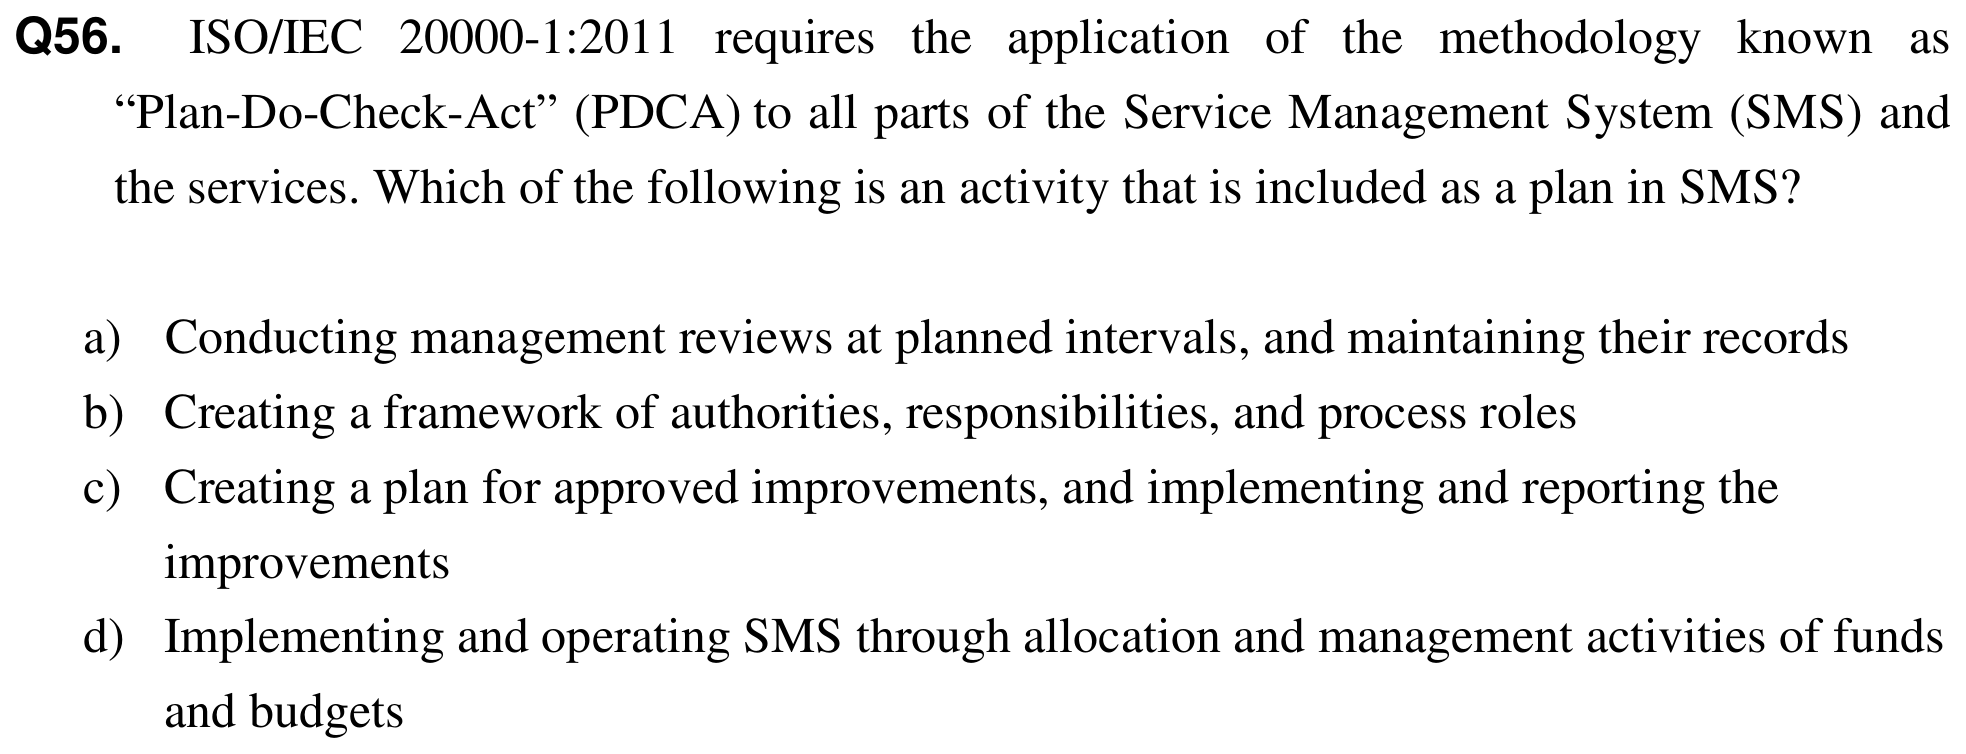 Q56. ISO/IEC 20000-1:2011 requires the application of the methodology known as
“Plan-Do-Check-Act” (PDCA) to all parts of the Service Management System (SMS) and
the services. Which of the following is an activity that is included as a plan in SMS?
a) Conducting management reviews at planned intervals, and maintaining their records
b) Creating a framework of authorities, responsibilities, and process roles
c) Creating a plan for approved improvements, and implementing and reporting the
improvements
d) Implementing and operating SMS through allocation and management activities of funds
and budgets